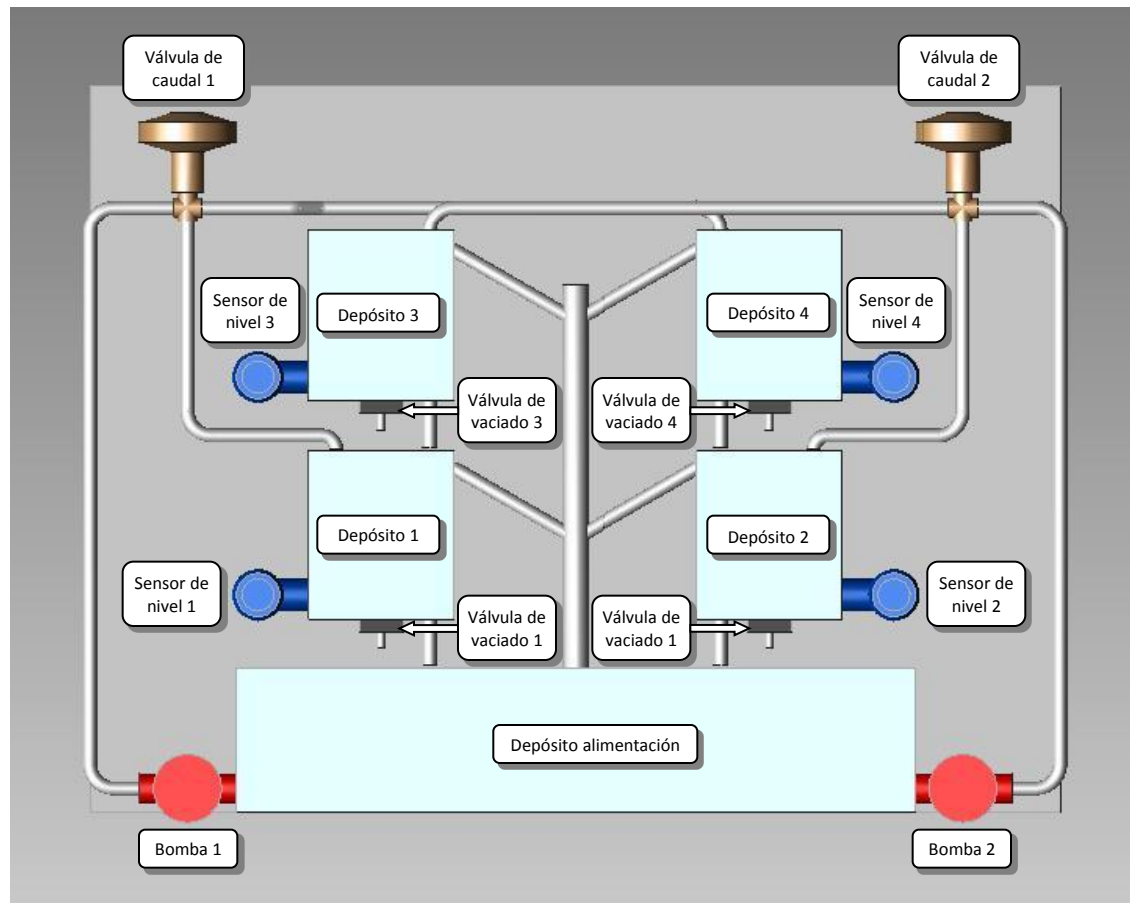 Válvula de
caudal 1
Válvula de
caudal 2
Sensor de
nivel 3
Depósito 3
Depósito 4
Sensor de
nivel 4
Válvula de
vaciado 3
Válvula de
vaciado 4
Depósito 1
Depósito 2
Sensor de
nivel 1
Válvula de
vaciado 1
Válvula de
vaciado 1
Sensor de
nivel 2
Depósito alimentación
Bomba 1
Bomba 2